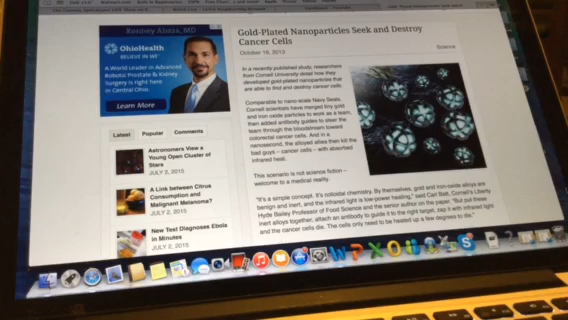 Kenney Abaza, MD
OhioHealth
BELIEVE IN WE
A World Leader in Advanced
Robotic Prostate & Kidney
Surgery is right here
in Central Ohio.
Learn More
Latest Popular Comments
Astronomers View a
Young Open Cluster of
Stars
JULY 2, 2015
A Link between Citrus
Consumption and
Malignant Melanoma?
JULY 2, 2015
New Test Diagnoses Ebola
in Minutes
JULY 2, 2015
Gold-Plated Nanoparticles Seek and Destroy
Cancer Cells
October 16, 2013
Science
In a recently published study, researchers
from Cornell University detail how they
developed gold-plated nanoparticles that
are able to find and destroy cancer cells.
Comparable to nano-scale Navy Seals,
Cornell scientists have merged tiny gold
and iron oxide particles to work as a team,
then added antibody guides to steer the
team through the bloodstream toward
colorectal cancer cells. And in a
nanosecond, the alloyed allies then kill the
bad guys – cancer cells – with absorbed
infrared heat.
This scenario is not science fiction –
welcome to a medical reality.
"It's a simple concept. It's colloidal chemistry. By themselves, gold and iron-oxide alloys are
benign and inert, and the infrared light is low-power heating," said Carl Batt, Cornell's Liberty
Hyde Bailey Professor of Food Science and the senior author on the paper. "But put these
inert alloys together, attach an antibody to guide it to the right target, zap it with infrared light
and the cancer cells die. The cells only need to be heated up a few degrees to die."